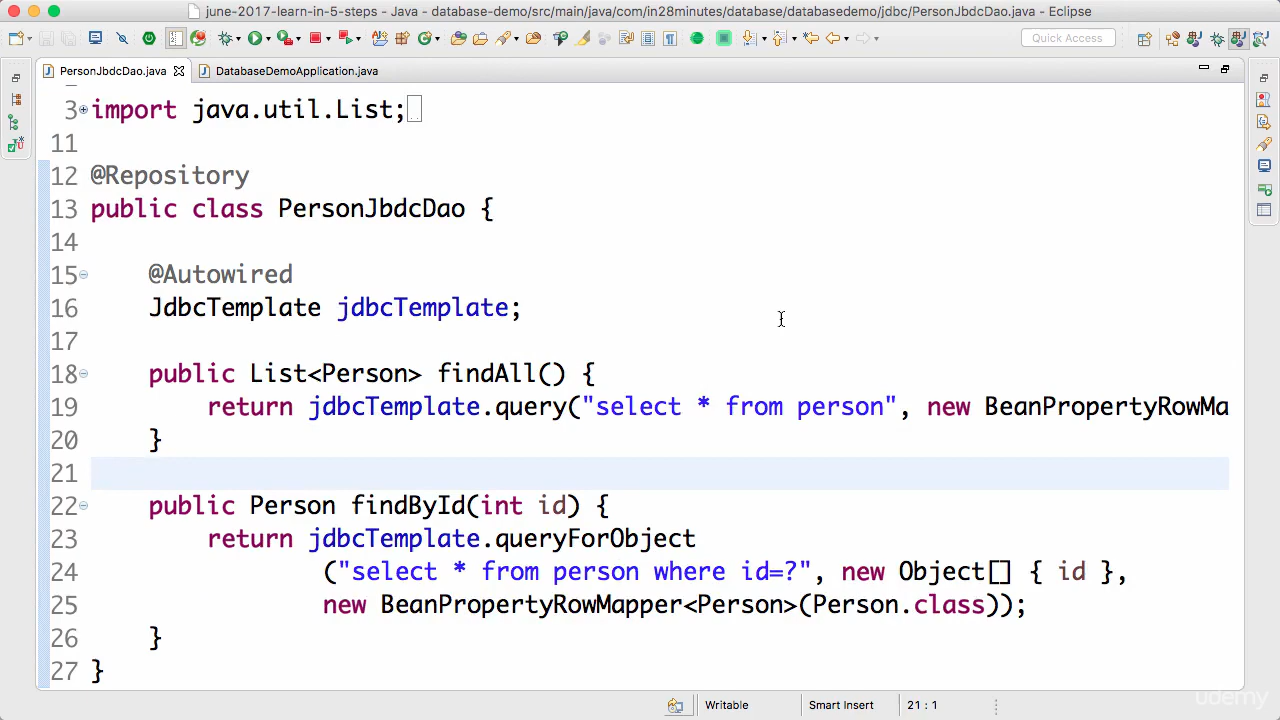 june-2017-learn-in-5-steps - Java - database-demo/src/main/java/com/in28minutes/database/databasedemo/jdbc/PersonJbdcDao.java - Eclipse
Quick Access
PersonJbdcDao.java DatabaseDemoApplication.java
3 import java.util.List;
11
12 @Repository
13 public class PersonJbdcDao {
14
15 @Autowired
16 JdbcTemplate jdbcTemplate;
17
18 public List<Person> findAll() {
19 return jdbcTemplate.query("select * from person", new BeanPropertyRowMa
20 }
21
22 public Person findById(int id) {
23 return jdbcTemplate.queryForObject
24 ("select * from person where id=?", new Object[] { id },
25 new BeanPropertyRowMapper<Person>(Person.class));
26 }
27 }
Writable Smart Insert 21 : 1
udemy